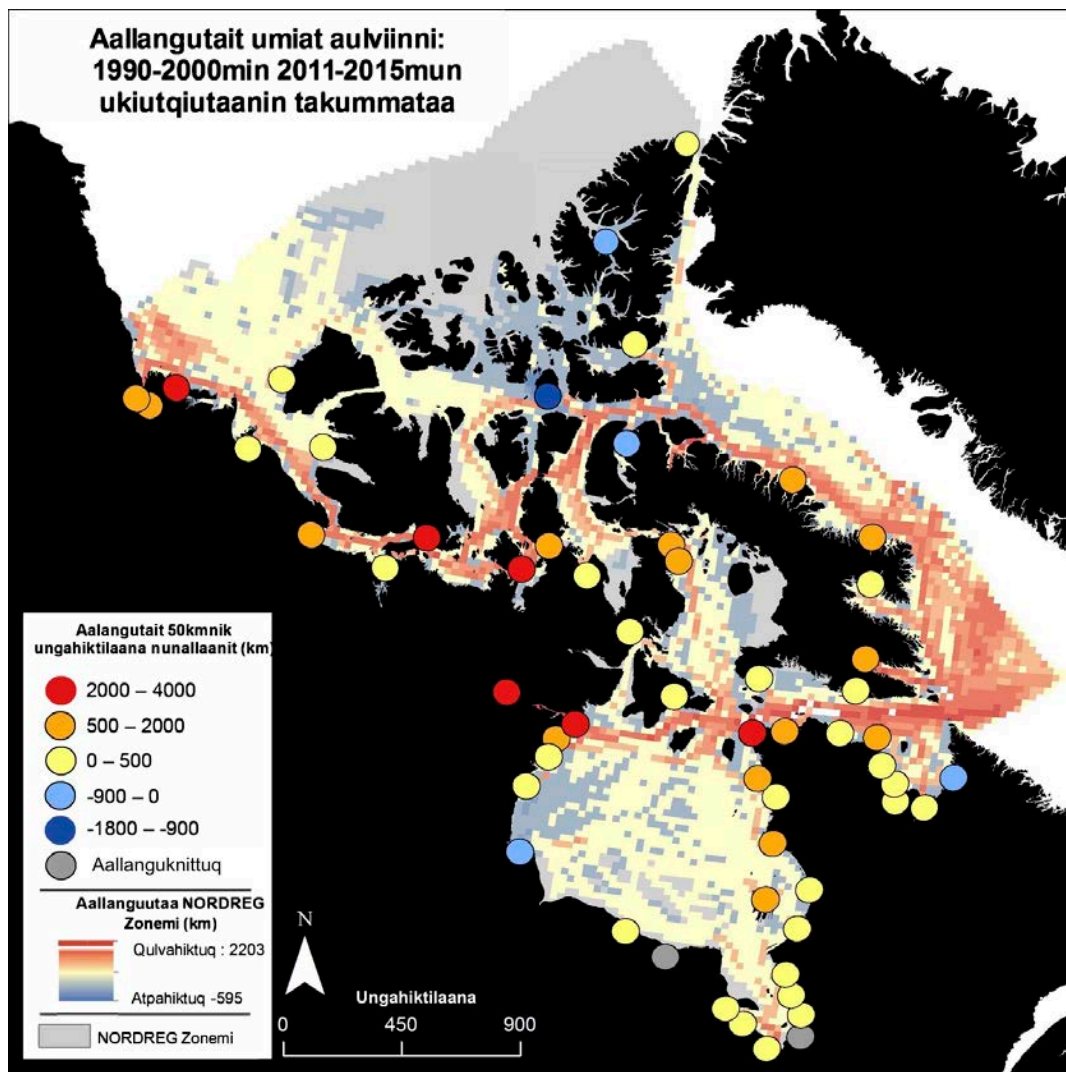 Aallangutait umiat aulviinni:
1990-2000min 2011-2015mun
ukiutqiutaanin takummataa
Aalangutait 50kmnik
ungahiktilaana nunallaanit (km)
2000 – 4000
500 – 2000
0 – 500
-900 – 0
-1800 – -900
Aallanguknittuq
Aallanguutaa NORDREG
Zonemi (km)
Qulvahiktuq : 2203
Atpahiktuq -595
NORDREG Zonemi
N
Ungahiktilaana
0 450 900